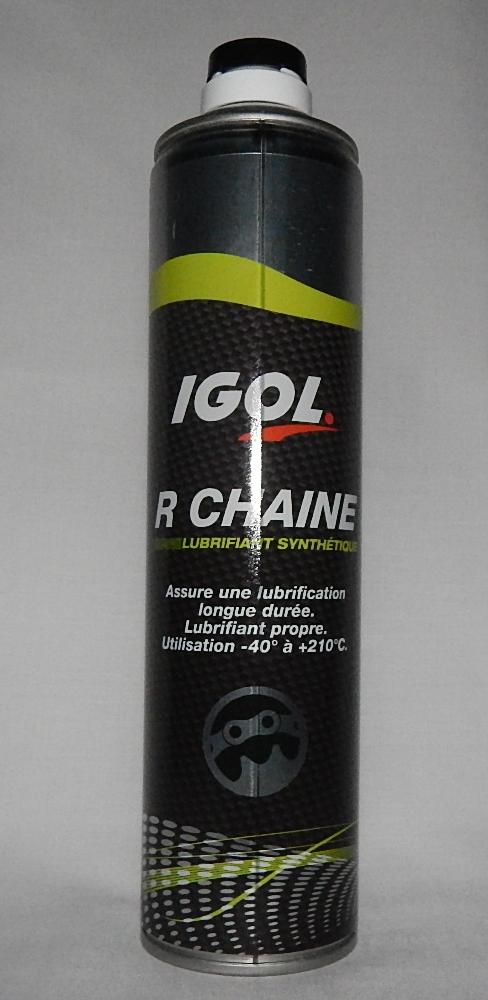 IGOL.
R CHAINE
LUBRIFIANT SYNTHÉTIQUE
Assure une lubrification
longue durée.
Lubrifiant propre.
Utilisation -40° à +210°C.